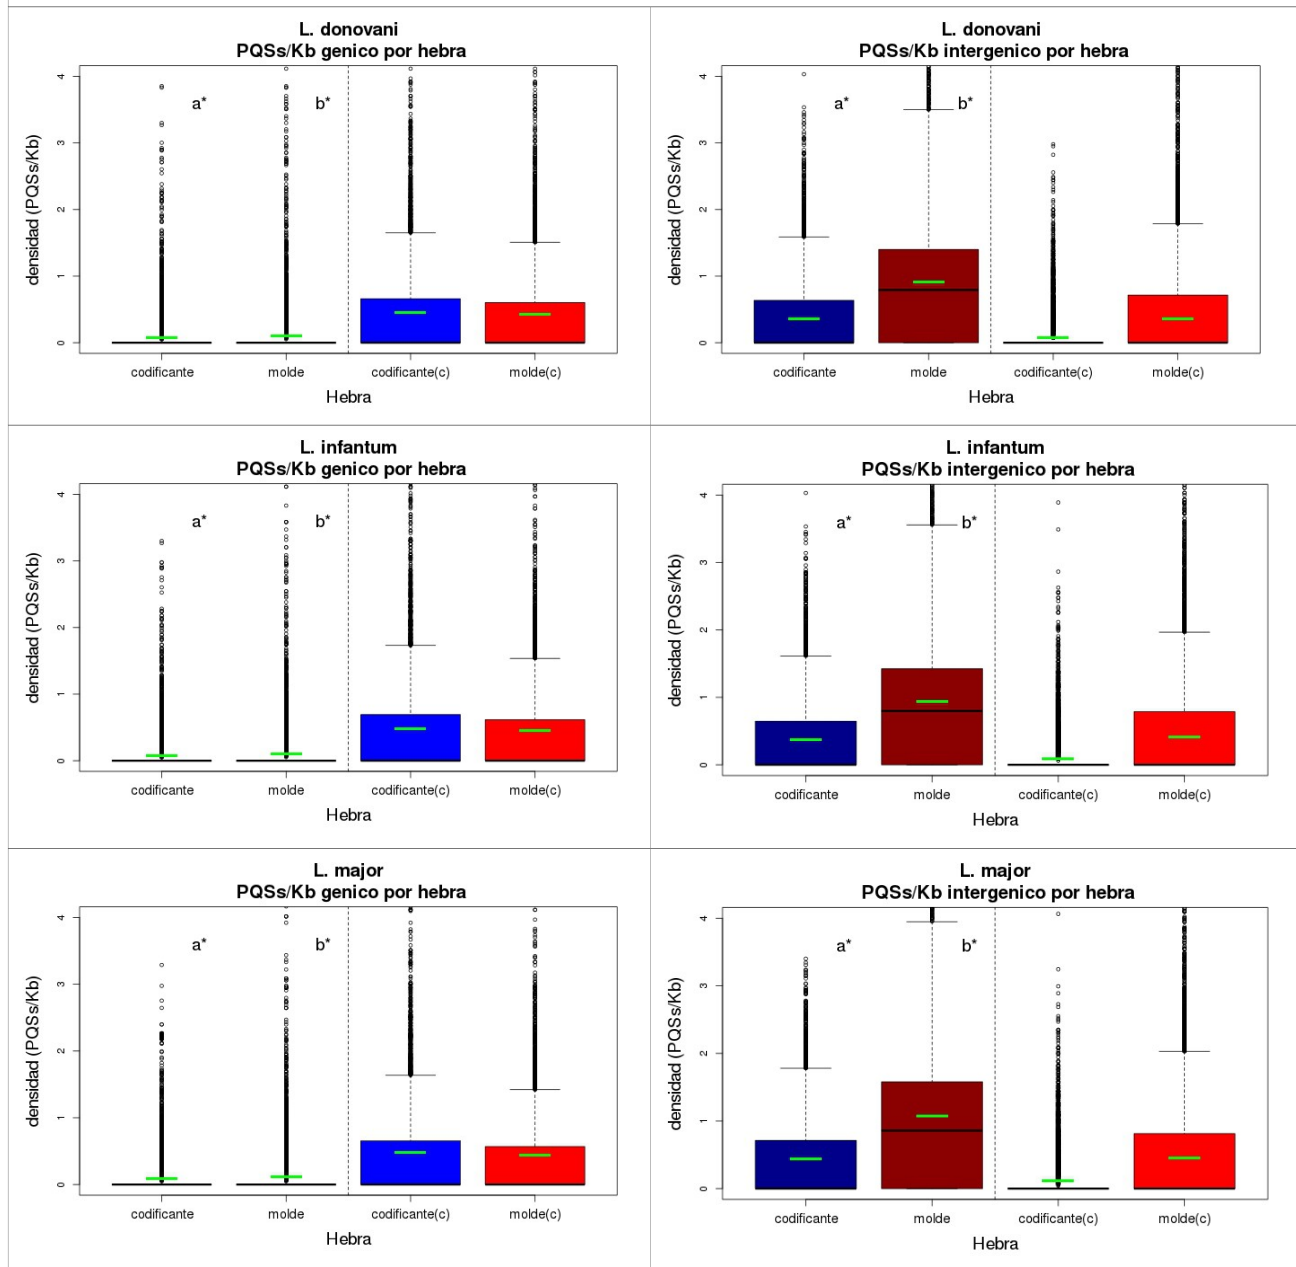 L. donovani
PQSs/Kb genico por hebra
densidad (PQSs/Kb)
4
3
2
1
0
a*
b*
codificante
molde
codificante(c)
molde(c)
Hebra
L. donovani
PQSs/Kb intergenico por hebra
densidad (PQSs/Kb)
4
3
2
1
0
a*
b*
codificante
molde
codificante(c)
molde(c)
Hebra
L. infantum
PQSs/Kb genico por hebra
densidad (PQSs/Kb)
4
3
2
1
0
a*
b*
codificante
molde
codificante(c)
molde(c)
Hebra
L. infantum
PQSs/Kb intergenico por hebra
densidad (PQSs/Kb)
4
3
2
1
0
a*
b*
codificante
molde
codificante(c)
molde(c)
Hebra
L. major
PQSs/Kb genico por hebra
densidad (PQSs/Kb)
4
3
2
1
0
a*
b*
codificante
molde
codificante(c)
molde(c)
Hebra
L. major
PQSs/Kb intergenico por hebra
densidad (PQSs/Kb)
4
3
2
1
0
a*
b*
codificante
molde
codificante(c)
molde(c)
Hebra